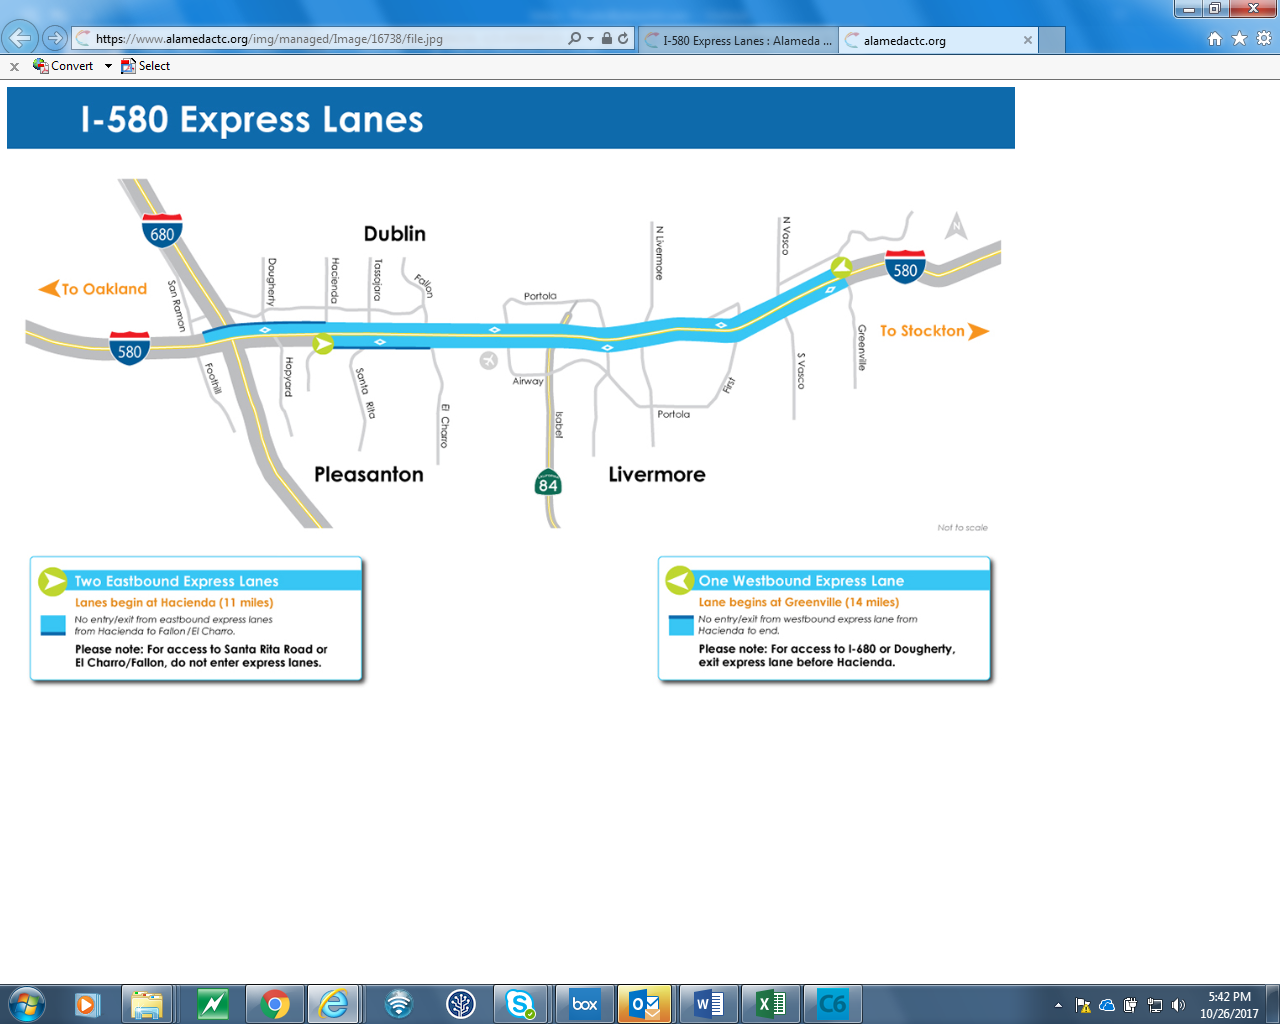 https://www.alamedactc.org/img/managed/Image/16738/file.jpg
I-580 Express Lanes : Alameda ...
alamedactc.org
x
Convert
Select
I-580 Express Lanes
680
Dublin
N Livermore
N Vasco
N
580
To Oakland
San Ramon
Dougherty
Hacienda
Tassajara
Fallon
Portola
580
To Stockton
Foothill
Hopyard
Santa Rita
El Charro
Airway
Isabel
Portola
First
S Vasco
Greenville
Pleasanton
84
Livermore
Not to scale
Two Eastbound Express Lanes
Lanes begin at Hacienda (11 miles)
No entry/exit from eastbound express lanes
from Hacienda to Fallon/El Charro.
Please note: For access to Santa Rita Road or
El Charro/Fallon, do not enter express lanes.
One Westbound Express Lane
Lane begins at Greenville (14 miles)
No entry/exit from westbound express lane from
Hacienda to end.
Please note: For access to I-680 or Dougherty,
exit express lane before Hacienda.
box
C6
5:42 PM
10/26/2017